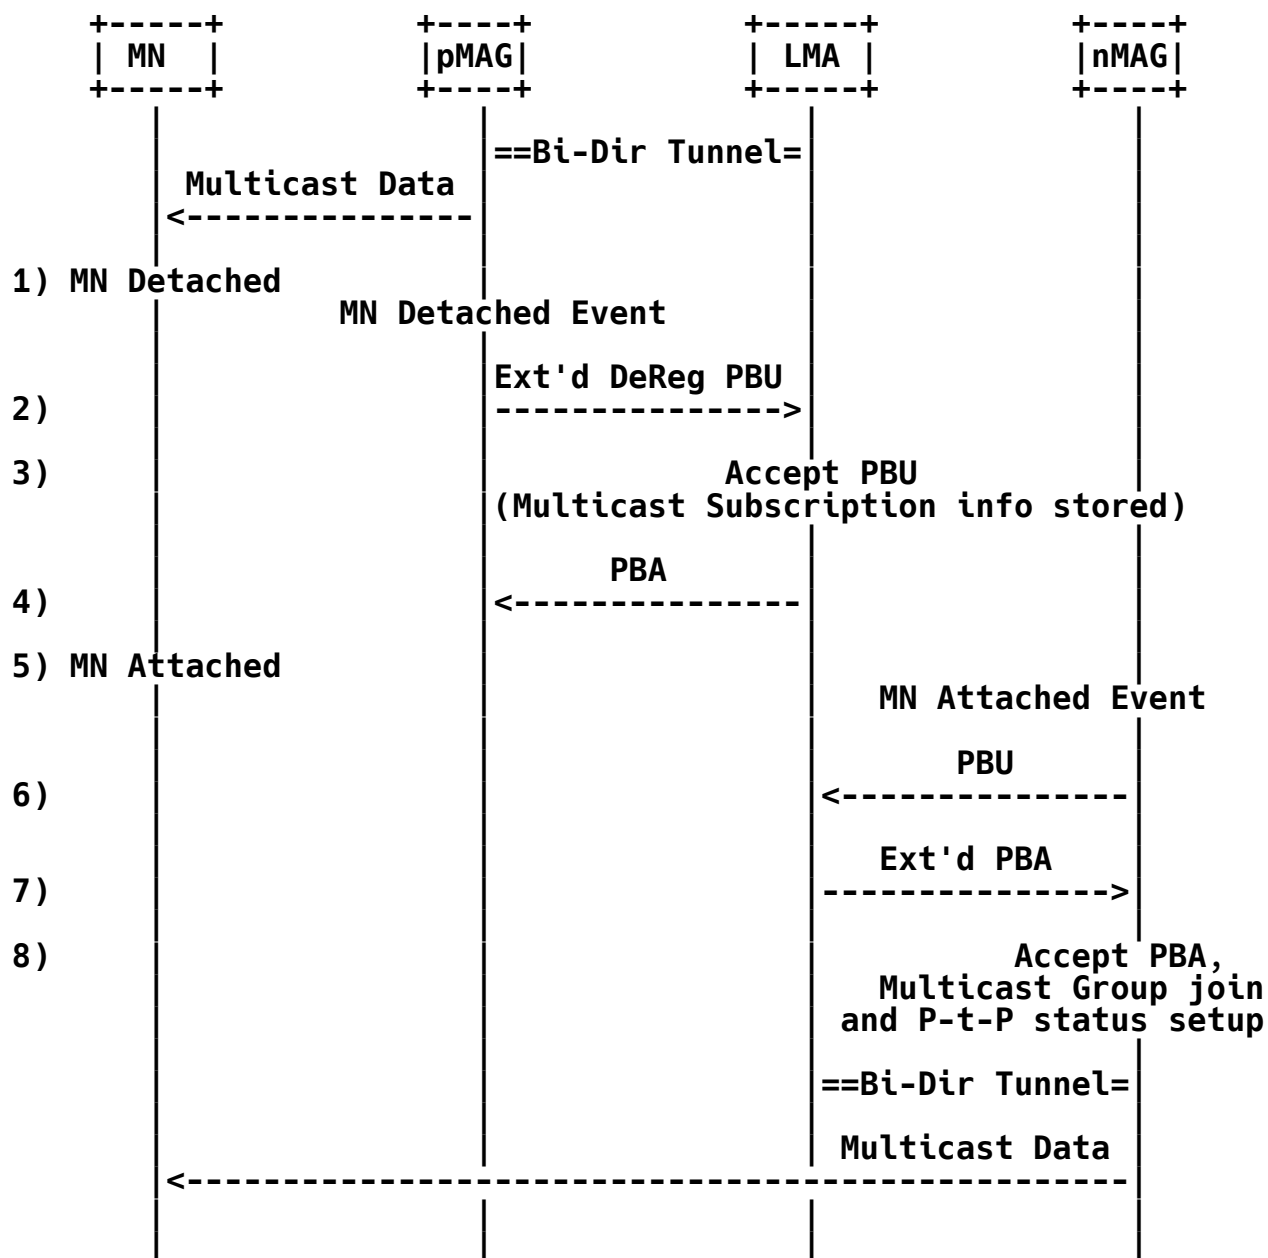 MN pMAG LMA nMAG
==Bi-Dir Tunnel=
Multicast Data
1) MN Detached
MN Detached Event
Ext'd DeReg PBU
2)
3) Accept PBU
(Multicast Subscription info stored)
PBA
4)
5) MN Attached
MN Attached Event
PBU
6)
Ext'd PBA
7)
8) Accept PBA,
Multicast Group join
and P-t-P status setup
==Bi-Dir Tunnel=
Multicast Data